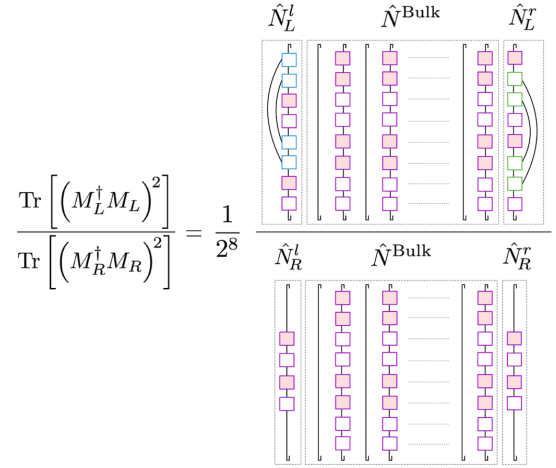 N̂_L^l N̂^Bulk N̂_L^r
Tr[(M_L^† M_L)^2] / Tr[(M_R^† M_R)^2] = 1/2^8
N̂_R^l N̂^Bulk N̂_R^r